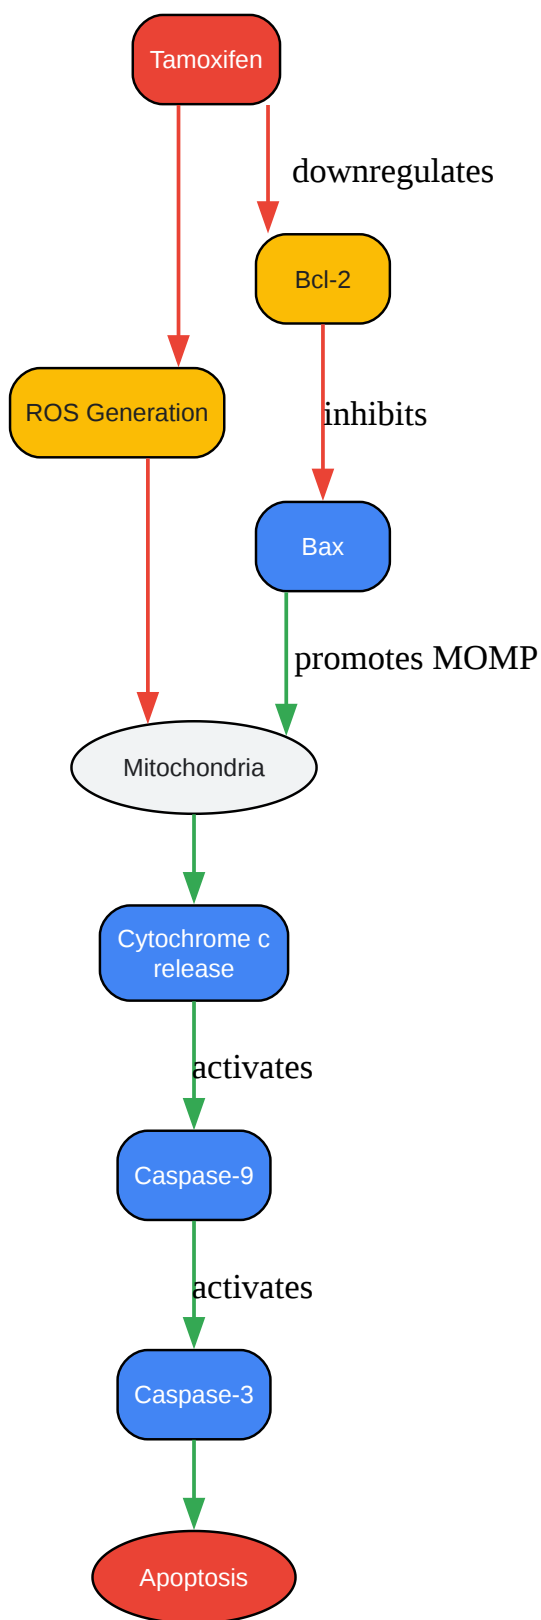 Tamoxifen
downregulates
Bcl-2
ROS Generation
inhibits
Bax
promotes MOMP
Mitochondria
Cytochrome c
release
activates
Caspase-9
activates
Caspase-3
Apoptosis